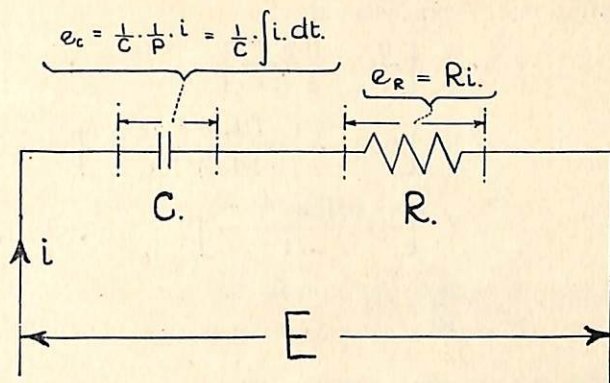 e_c = 1/C · 1/p · i = 1/C · ∫i.dt.
e_R = Ri.
C.
R.
i
E